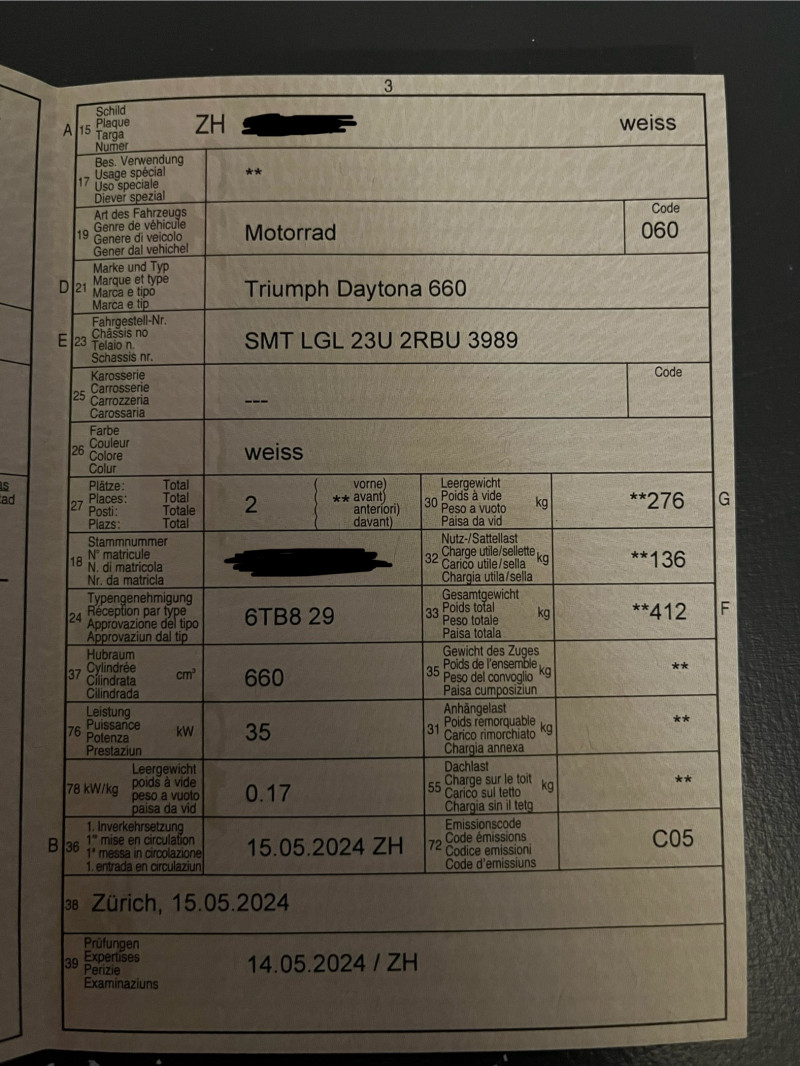 3
A 15 Schild
Plaque
Targa
Numer
ZH
weiss
17 Bes. Verwendung
Usage spécial
Uso speciale
Diever spezial
**
19 Art des Fahrzeugs
Genre de véhicule
Genere di veicolo
Gener dal vehichel
Motorrad
Code
060
D 21 Marke und Typ
Marque et type
Marca e tipo
Marca e tip
Triumph Daytona 660
E 23 Fahrgestell-Nr.
Châssis no
Telaio n.
Schassis nr.
SMT LGL 23U 2RBU 3989
25 Karosserie
Carrosserie
Carrozzeria
Carossaria
---
Code
26 Farbe
Couleur
Colore
Colur
weiss
27 Plätze: Total
Places: Total
Posti: Totale
Plazs: Total
2
( vorne)
( ** avant)
( anteriori)
( davant)
30 Leergewicht
Poids à vide
Peso a vuoto
Paisa da vid
kg
**276
G
18 Stammnummer
N° matricule
N. di matricola
Nr. da matricla
32 Nutz-/Sattellast
Charge utile/sellette
Carico utile/sella
Chargia utila/sella
kg
**136
24 Typengenehmigung
Réception par type
Approvazione del tipo
Approvaziun dal tip
6TB8 29
33 Gesamtgewicht
Poids total
Peso totale
Paisa totala
kg
**412
F
37 Hubraum
Cylindrée
Cilindrata
Cilindrada
cm³
660
35 Gewicht des Zuges
Poids de l'ensemble
Peso del convoglio
Paisa cumposiziun
kg
**
76 Leistung
Puissance
Potenza
Prestaziun
kW
35
31 Anhängelast
Poids remorquable
Carico rimorchiato
Chargia annexa
kg
**
78 kW/kg Leergewicht
poids à vide
peso a vuoto
paisa da vid
0.17
55 Dachlast
Charge sur le toit
Carico sul tetto
Chargia sin il tetg
kg
**
B 36 1. Inverkehrsetzung
1re mise en circulation
1a messa in circolazione
1. entrada en circulaziun
15.05.2024 ZH
72 Emissionscode
Code émissions
Codice emissioni
Code d'emissiuns
C05
38 Zürich, 15.05.2024
39 Prüfungen
Expertises
Perizie
Examinaziuns
14.05.2024 / ZH